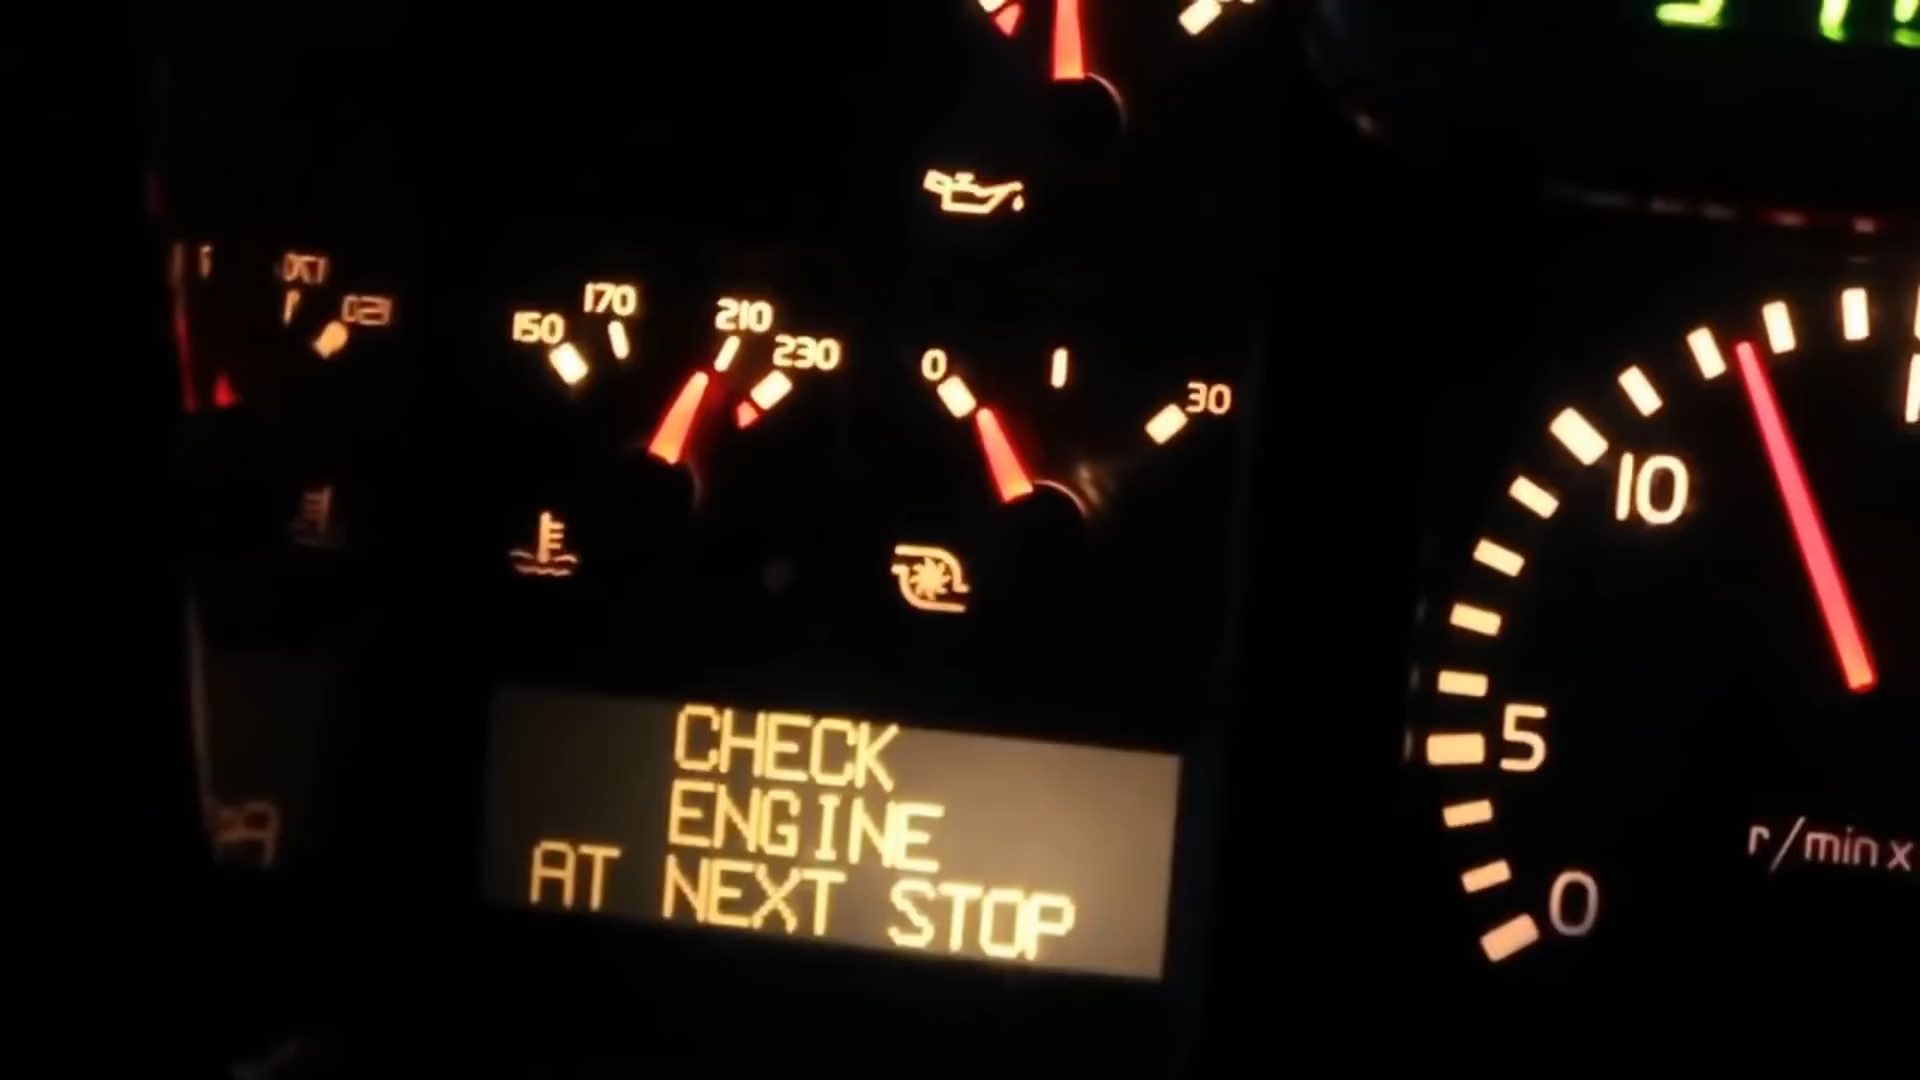 150 170 210 230
0 30
10
5
0
r/min x
CHECK
ENGINE
AT NEXT STOP